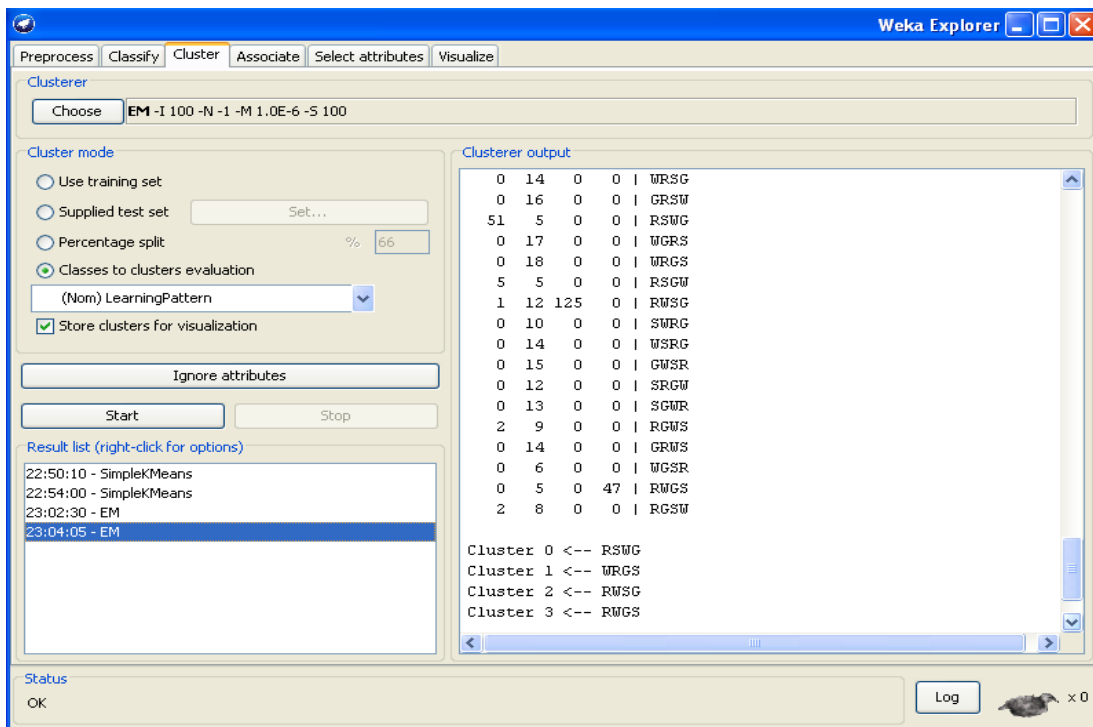 Weka Explorer
Preprocess Classify Cluster Associate Select attributes Visualize
Clusterer
Choose EM -I 100 -N -1 -M 1.0E-6 -S 100
Cluster mode
Use training set
Supplied test set Set...
Percentage split % 66
Classes to clusters evaluation
(Nom) LearningPattern
Store clusters for visualization
Ignore attributes
Start Stop
Result list (right-click for options)
22:50:10 - SimpleKMeans
22:54:00 - SimpleKMeans
23:02:30 - EM
23:04:05 - EM
Clusterer output
0 14 0 0 | WRSG
0 16 0 0 | GRSW
51 5 0 0 | RSWG
0 17 0 0 | WGRS
0 18 0 0 | WRGS
5 5 0 0 | RSGW
1 12 125 0 | RWSG
0 10 0 0 | SWRG
0 14 0 0 | WSRG
0 15 0 0 | GWSR
0 12 0 0 | SRGW
0 13 0 0 | SGWR
2 9 0 0 | RGWS
0 14 0 0 | GRWS
0 6 0 0 | WGSR
0 5 0 47 | RWGS
2 8 0 0 | RGSW
Cluster 0 <-- RSWG
Cluster 1 <-- WRGS
Cluster 2 <-- RWSG
Cluster 3 <-- RWGS
Status
OK
Log x 0